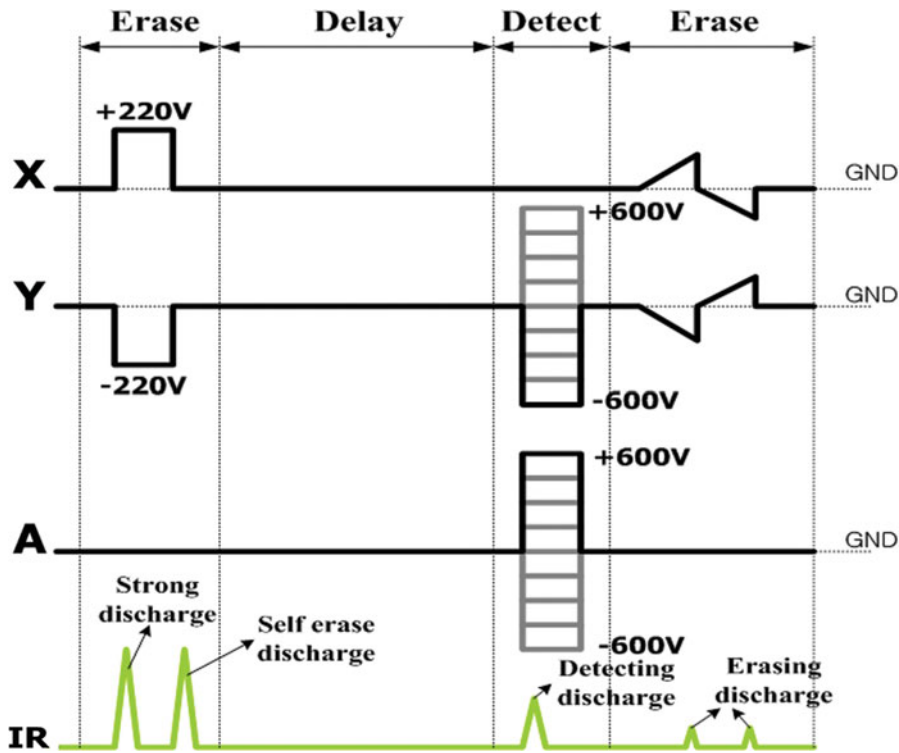 Erase Delay Detect Erase
+220V
X GND
+600V
Y GND
-220V
-600V
+600V
A GND
Strong
discharge
Self erase
discharge
-600V
Detecting
discharge
Erasing
discharge
IR